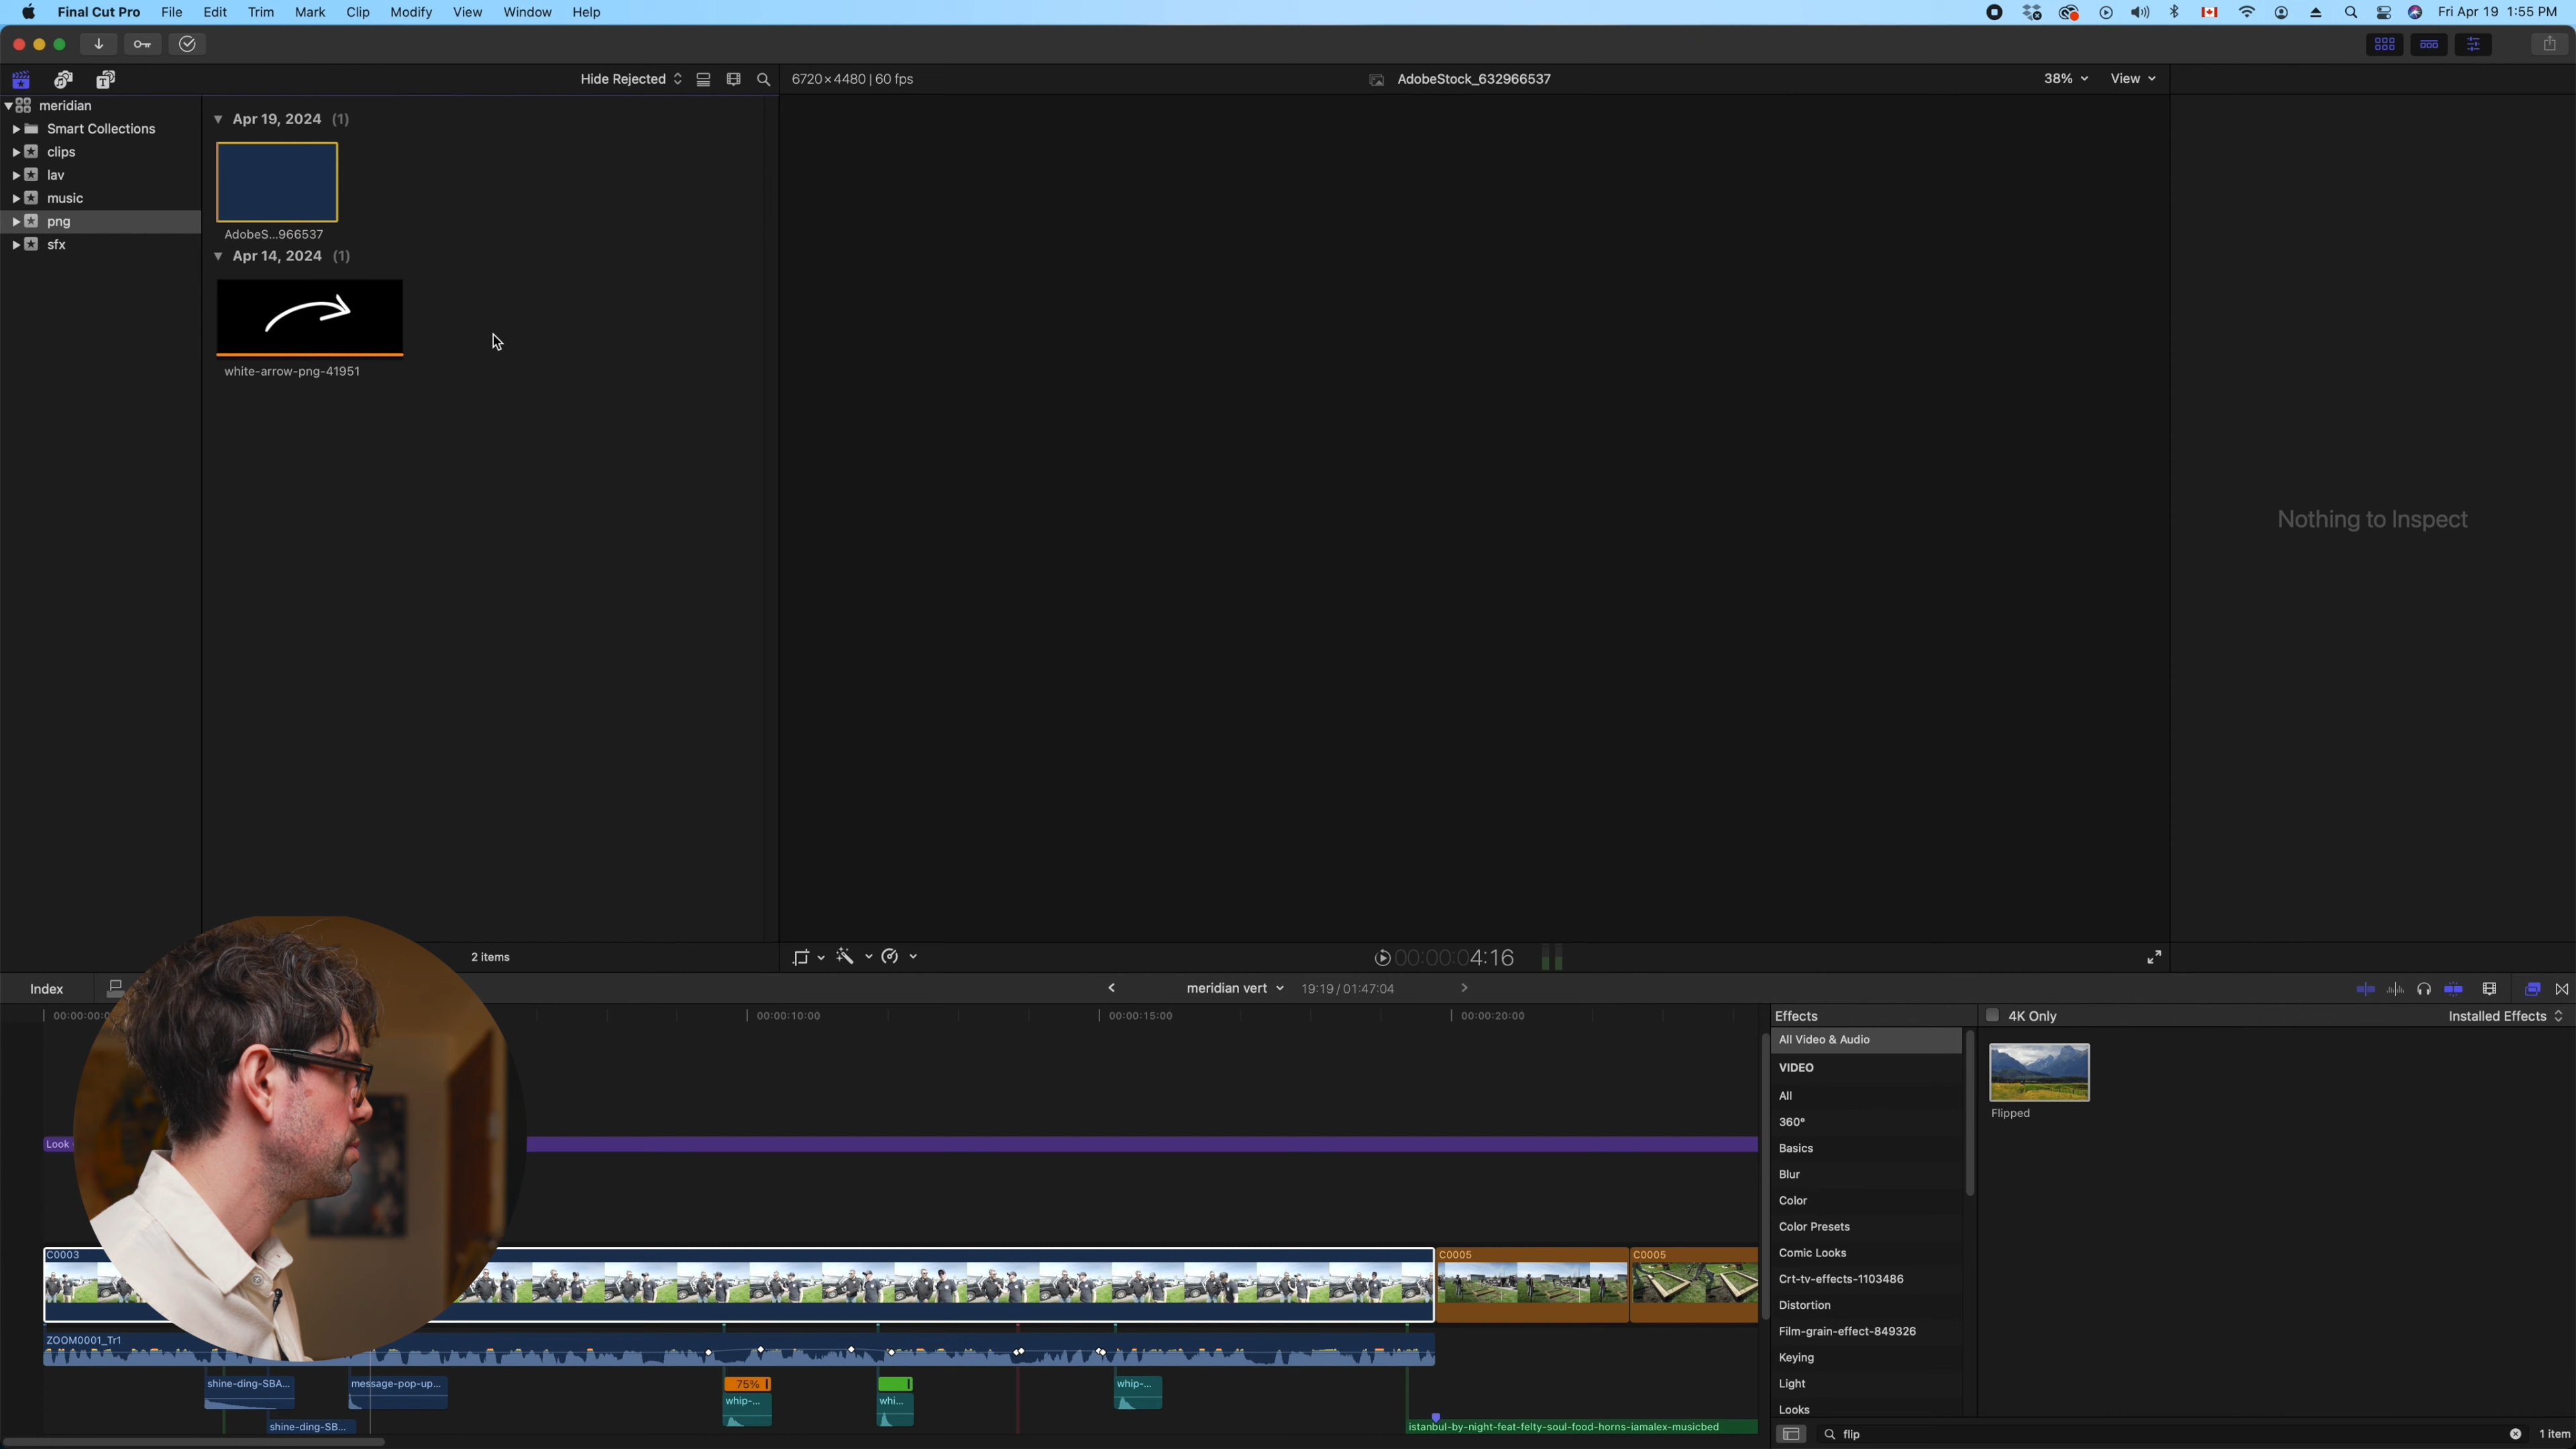 Final Cut Pro File Edit Trim Mark Clip Modify View Window Help Fri Apr 19 1:55 PM
Hide Rejected 6720×4480 | 60 fps AdobeStock_632966537 38% View
meridian
Smart Collections
clips
lav
music
png
sfx
Apr 19, 2024 (1)
AdobeS...966537
Apr 14, 2024 (1)
white-arrow-png-41951
Nothing to Inspect
2 items
00:00:00:04:16
Index
meridian vert 19:19 / 01:47:04
00:00:00:0
00:00:10:00
00:00:15:00
00:00:20:00
Look
C0003
C0005
C0005
ZOOM0001_Tr1
shine-ding-SBA...
message-pop-up...
75%
whip-...
whi...
whip-...
shine-ding-SB...
istanbul-by-night-feat-felty-soul-food-horns-iamalex-musicbed
Effects
4K Only
Installed Effects
All Video & Audio
VIDEO
All
360°
Basics
Blur
Color
Color Presets
Comic Looks
Crt-tv-effects-1103486
Distortion
Film-grain-effect-849326
Keying
Light
Looks
Flipped
flip
1 item